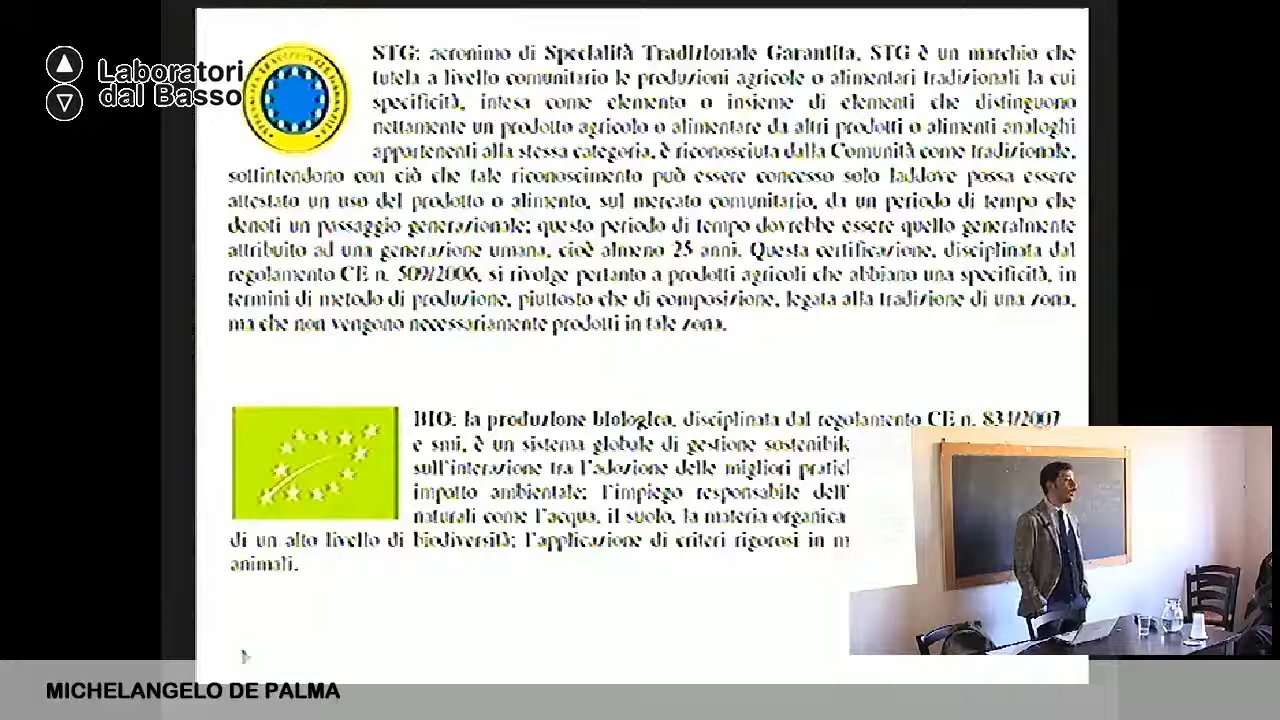 Laboratori
dal Basso
STG: acronimo di Specialità Tradizionale Garantita, STG è un marchio che
tutela a livello comunitario le produzioni agricole o alimentari tradizionali la cui
specificità, intesa come elemento o insieme di elementi che distinguono
nettamente un prodotto agricolo o alimentare da altri prodotti o alimenti analoghi
appartenenti alla stessa categoria, è riconosciuta dalla Comunità come tradizionale,
sottintendono con ciò che tale riconoscimento può essere concesso solo laddove possa essere
attestato un uso del prodotto o alimento, sul mercato comunitario, da un periodo di tempo che
denoti un passaggio generazionale; questo periodo di tempo dovrebbe essere quello generalmente
attribuito ad una generazione umana, cioè almeno 25 anni. Questa certificazione, disciplinata dal
regolamento CE n. 509/2006, si rivolge pertanto a prodotti agricoli che abbiano una specificità, in
termini di metodo di produzione, piuttosto che di composizione, legata alla tradizione di una zona,
ma che non vengono necessariamente prodotti in tale zona.
BIO: la produzione biologica, disciplinata dal regolamento CE n. 834/2007
e smi, è un sistema globale di gestione sostenibile
sull'interazione tra l'adozione delle migliori
impatto ambientale; l'impiego responsabile dell'
naturali come l'acqua, il suolo, la materia organica
di un alto livello di biodiversità; l'applicazione di criteri rigorosi in
animali.
MICHELANGELO DE PALMA